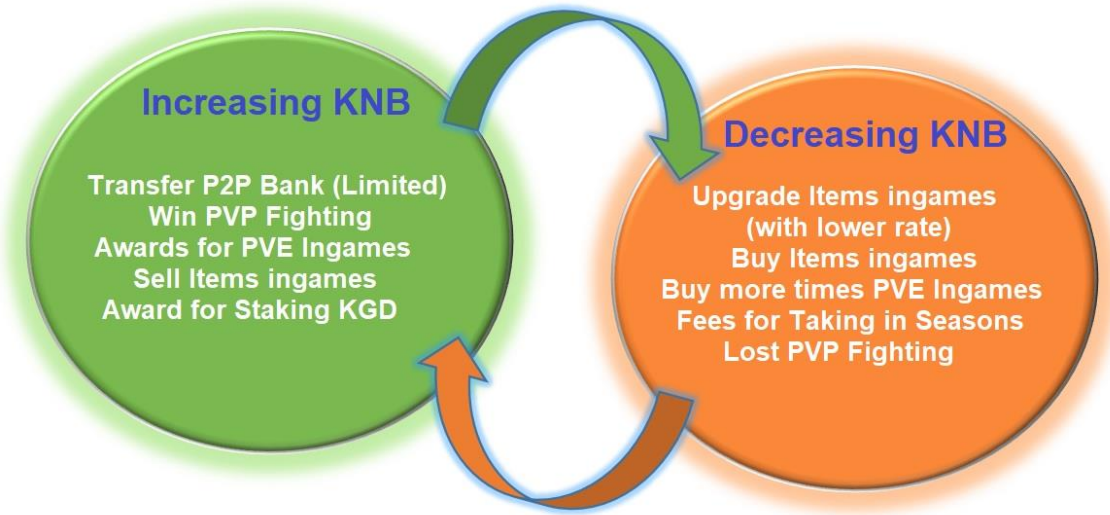 Increasing KNB
Transfer P2P Bank (Limited)
Win PVP Fighting
Awards for PVE Ingames
Sell Items ingames
Award for Staking KGD
Decreasing KNB
Upgrade Items ingames
(with lower rate)
Buy Items ingames
Buy more times PVE Ingames
Fees for Taking in Seasons
Lost PVP Fighting